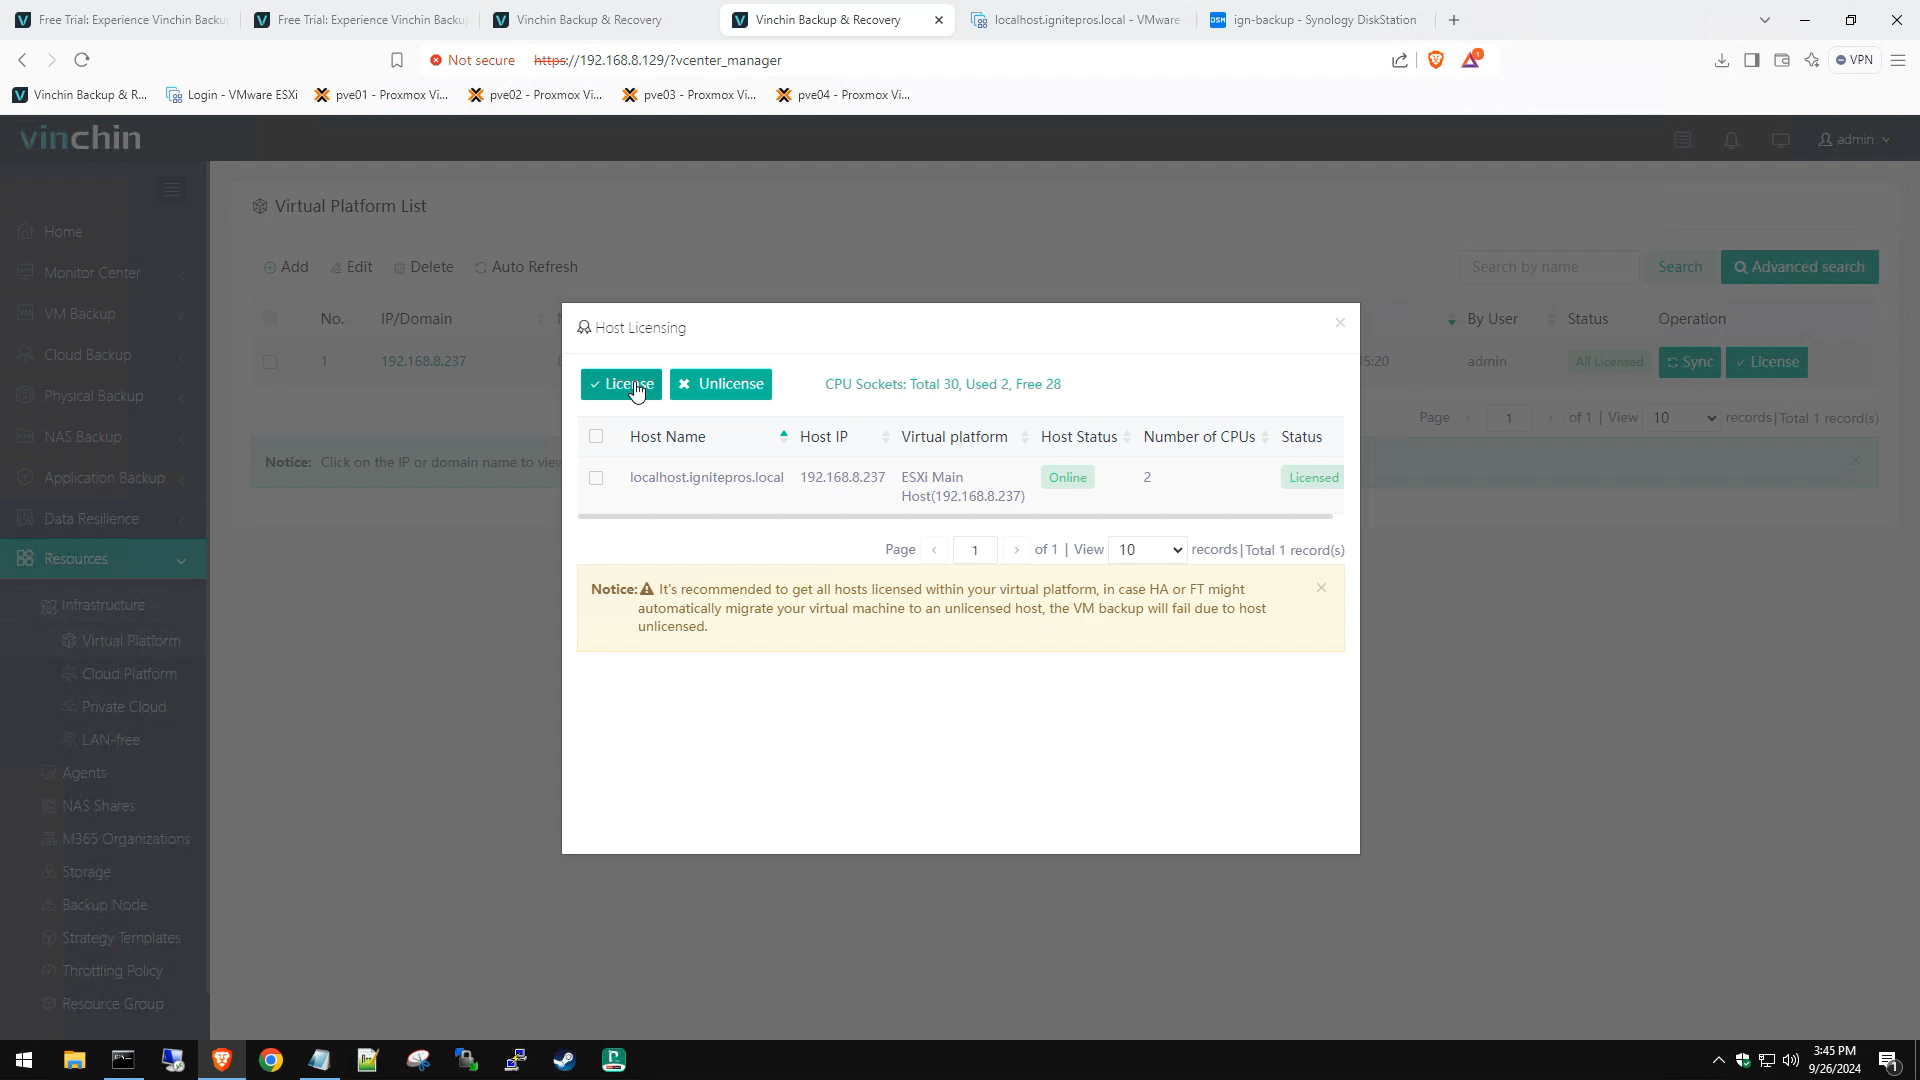 Free Trial: Experience Vinchin Backu
Free Trial: Experience Vinchin Backu
Vinchin Backup & Recovery
Vinchin Backup & Recovery
localhost.ignitepros.local - VMware
DSM
ign-backup - Synology DiskStation
Not secure
https://192.168.8.129/?vcenter_manager
1
VPN
Vinchin Backup & R...
Login - VMware ESXi
pve01 - Proxmox Vi...
pve02 - Proxmox Vi...
pve03 - Proxmox Vi...
pve04 - Proxmox Vi...
vinchin
admin
Virtual Platform List
Home
Monitor Center
VM Backup
Cloud Backup
Physical Backup
NAS Backup
Application Backup
Data Resilience
Resources
Infrastructure
Virtual Platform
Cloud Platform
Private Cloud
LAN-free
Agents
NAS Shares
M365 Organizations
Storage
Backup Node
Strategy Templates
Throttling Policy
Resource Group
Add
Edit
Delete
Auto Refresh
Search by name
Search
Advanced search
No.
IP/Domain
By User
Status
Operation
1
192.168.8.237
5:20
admin
All Licensed
Sync
License
Page
1
of 1 | View
10
records|Total 1 record(s)
Notice: Click on the IP or domain name to view
Host Licensing
License
Unlicense
CPU Sockets: Total 30, Used 2, Free 28
Host Name
Host IP
Virtual platform
Host Status
Number of CPUs
Status
localhost.ignitepros.local
192.168.8.237
ESXi Main
Host(192.168.8.237)
Online
2
Licensed
Page
1
of 1 | View
10
records|Total 1 record(s)
Notice: It's recommended to get all hosts licensed within your virtual platform, in case HA or FT might
automatically migrate your virtual machine to an unlicensed host, the VM backup will fail due to host
unlicensed.
3:45 PM
9/26/2024
1